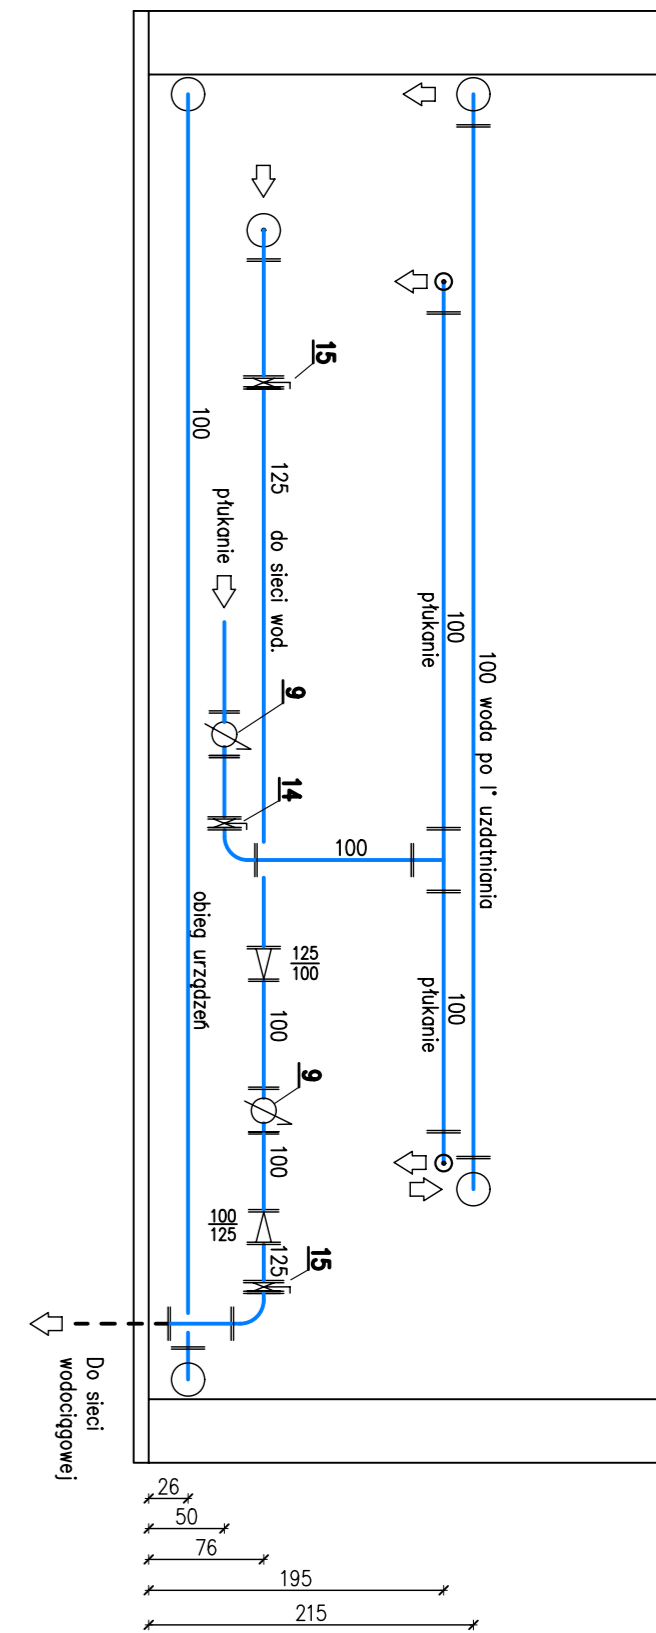 15
100
125 do sieci wod.
płukanie
100
płukanie
100 woda po I° uzdatniania
9
14
100
obieg urządzeń
125
100
100
100
płukanie
9
100
100
125
125
15
Do sieci
wodociągowej
26
50
76
195
215